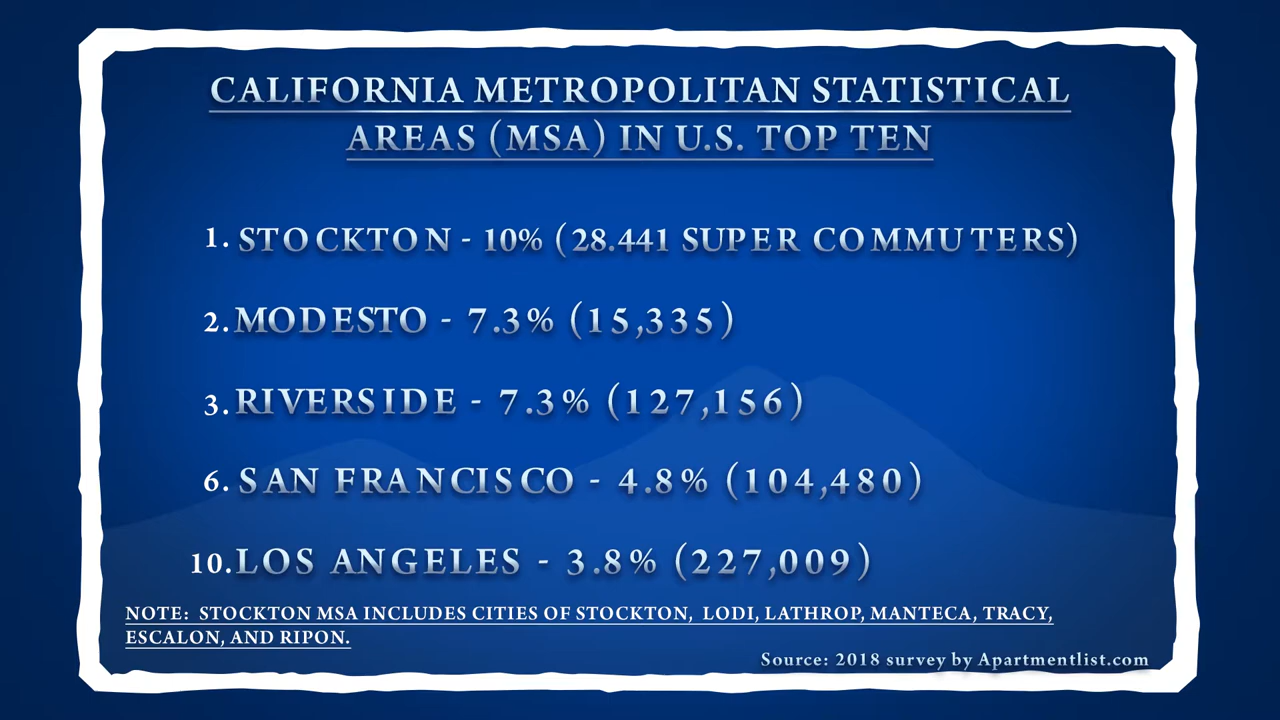 CALIFORNIA METROPOLITAN STATISTICAL
AREAS (MSA) IN U.S. TOP TEN
1. STOCKTON - 10% (28.441 SUPER COMMUTERS)
2. MODESTO - 7.3% (15,335)
3. RIVERSIDE - 7.3% (127,156)
6. SAN FRANCISCO - 4.8% (104,480)
10. LOS ANGELES - 3.8% (227,009)
NOTE: STOCKTON MSA INCLUDES CITIES OF STOCKTON, LODI, LATHROP, MANTECA, TRACY,
ESCALON, AND RIPON.
Source: 2018 survey by Apartmentlist.com